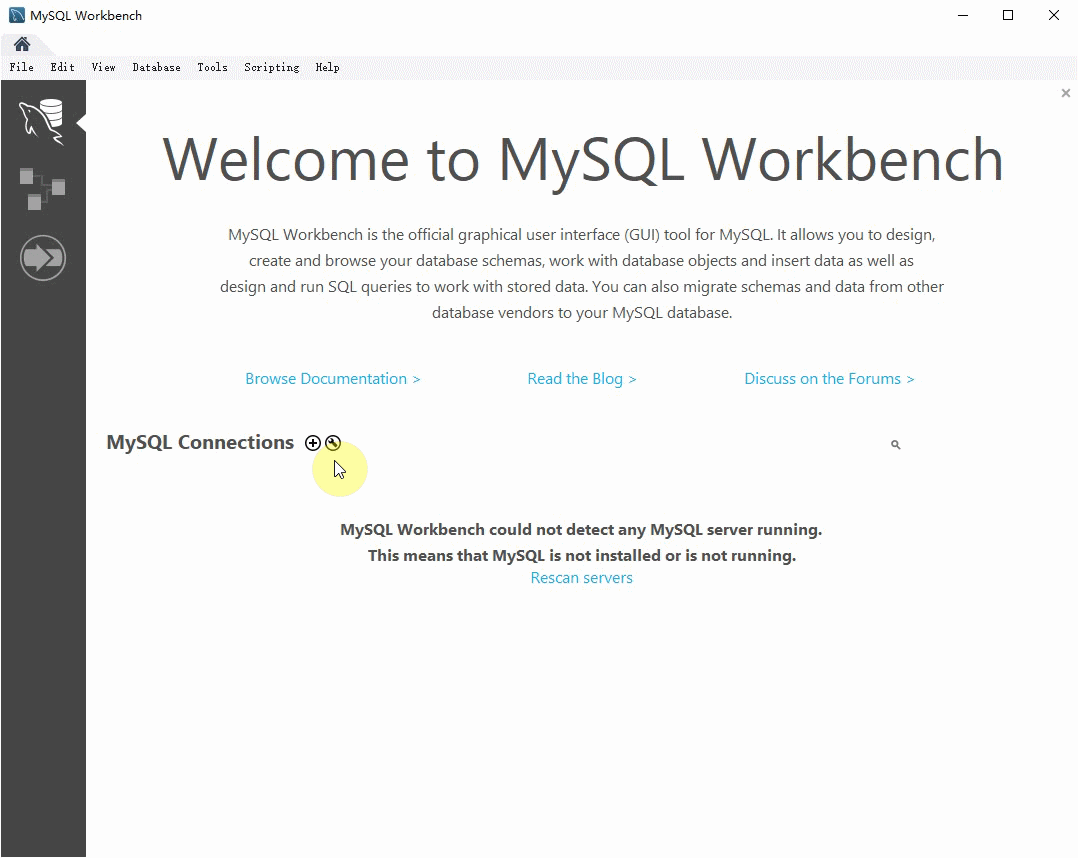 MySQL Workbench
File Edit View Database Tools Scripting Help
Welcome to MySQL Workbench
MySQL Workbench is the official graphical user interface (GUI) tool for MySQL. It allows you to design,
create and browse your database schemas, work with database objects and insert data as well as
design and run SQL queries to work with stored data. You can also migrate schemas and data from other
database vendors to your MySQL database.
Browse Documentation > Read the Blog > Discuss on the Forums >
MySQL Connections
MySQL Workbench could not detect any MySQL server running.
This means that MySQL is not installed or is not running.
Rescan servers